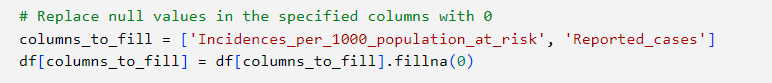 # Replace null values in the specified columns with 0
columns_to_fill = ['Incidences_per_1000_population_at_risk', 'Reported_cases']
df[columns_to_fill] = df[columns_to_fill].fillna(0)